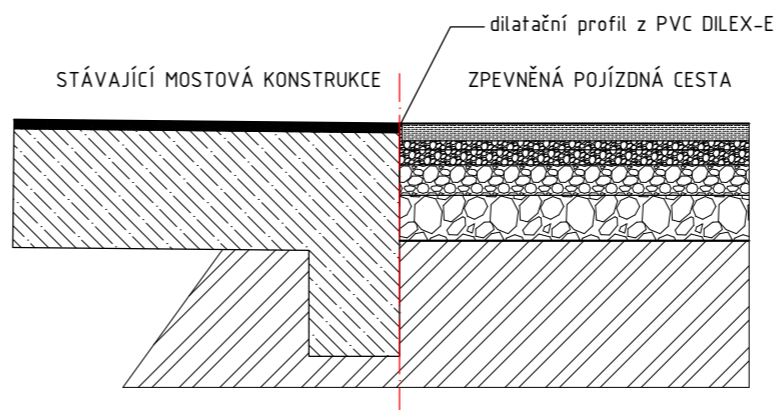 dilatační profil z PVC DILEX-E
STÁVAJÍCÍ MOSTOVÁ KONSTRUKCE
ZPEVNĚNÁ POJÍZDNÁ CESTA